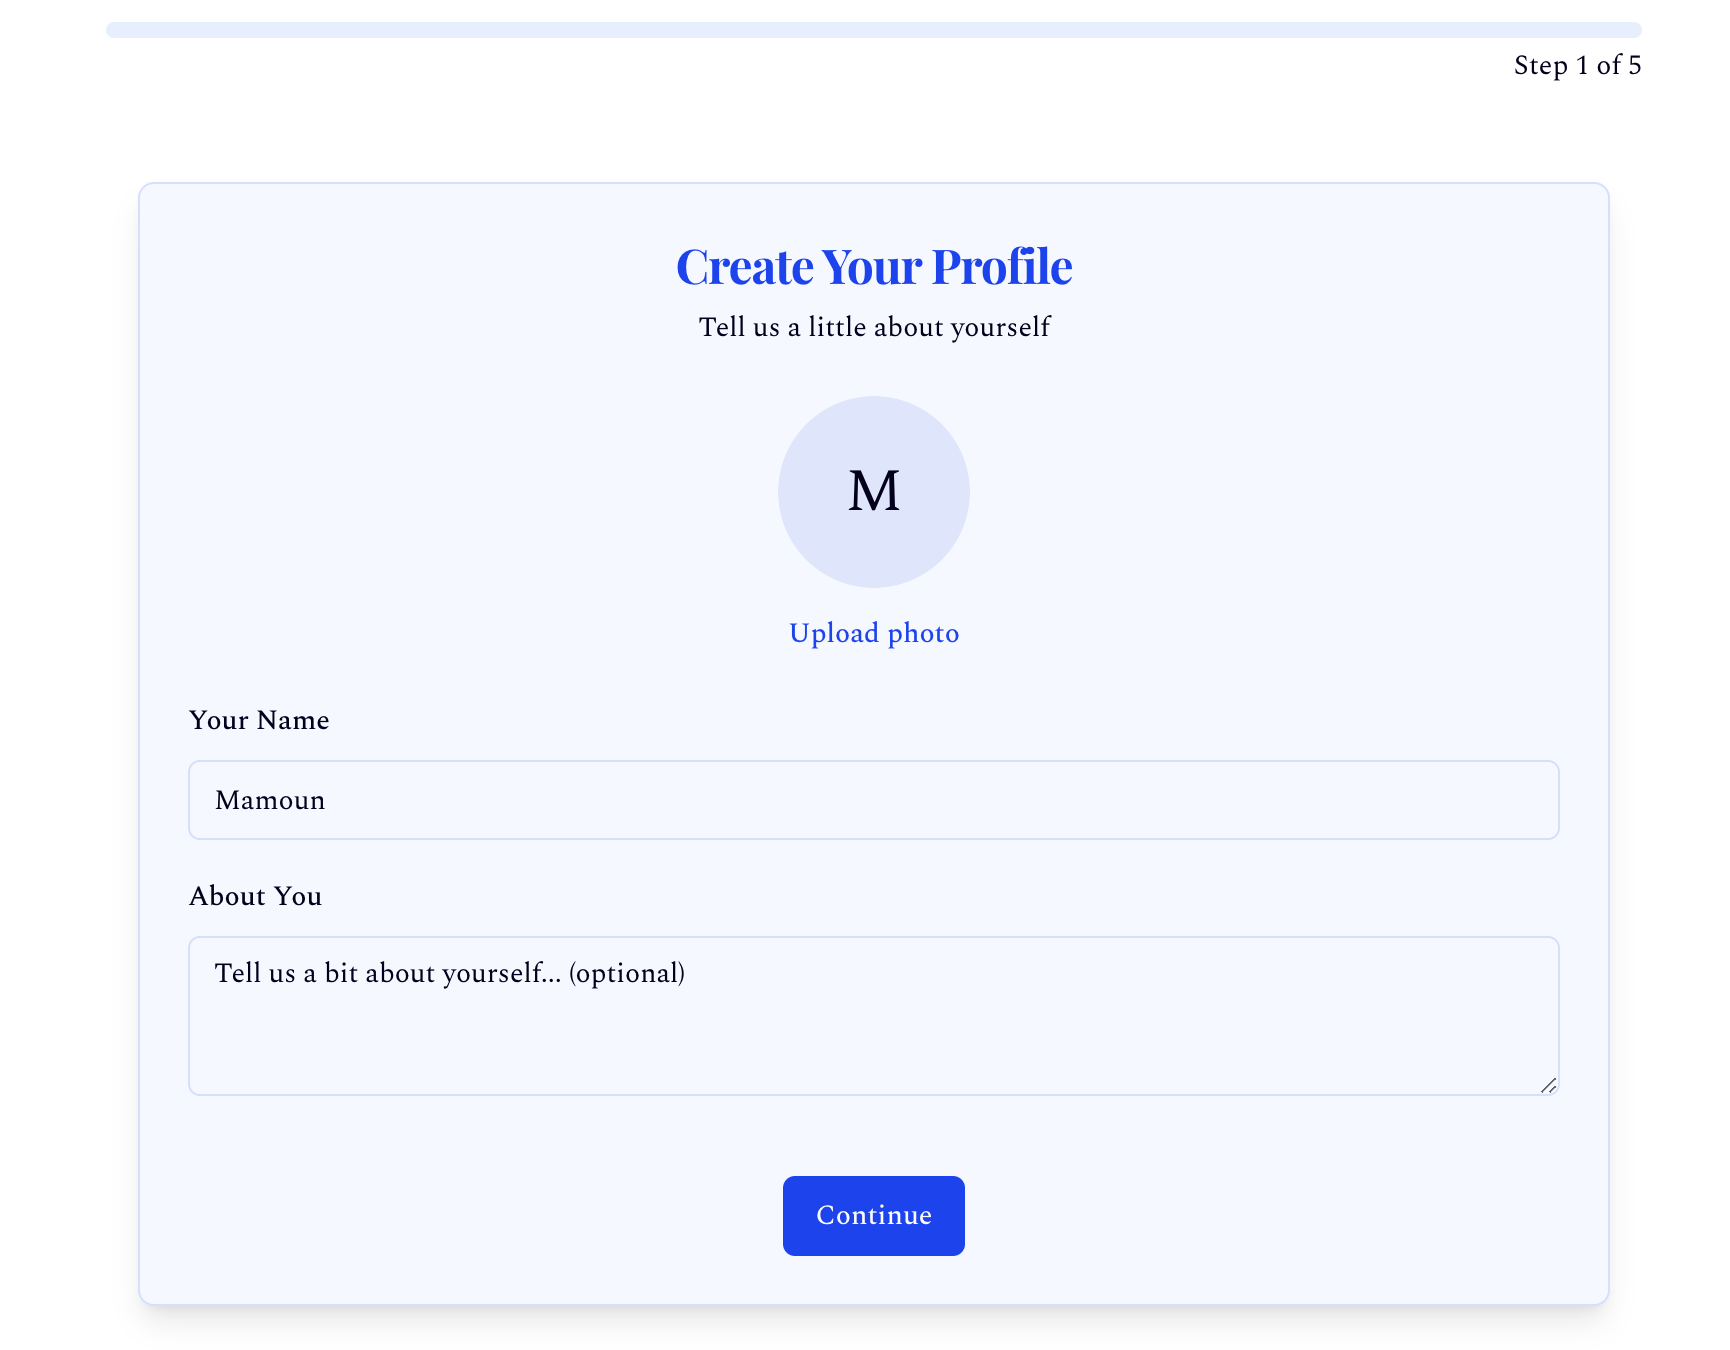 Step 1 of 5
Create Your Profile
Tell us a little about yourself
M
Upload photo
Your Name
Mamoun
About You
Tell us a bit about yourself... (optional)
Continue